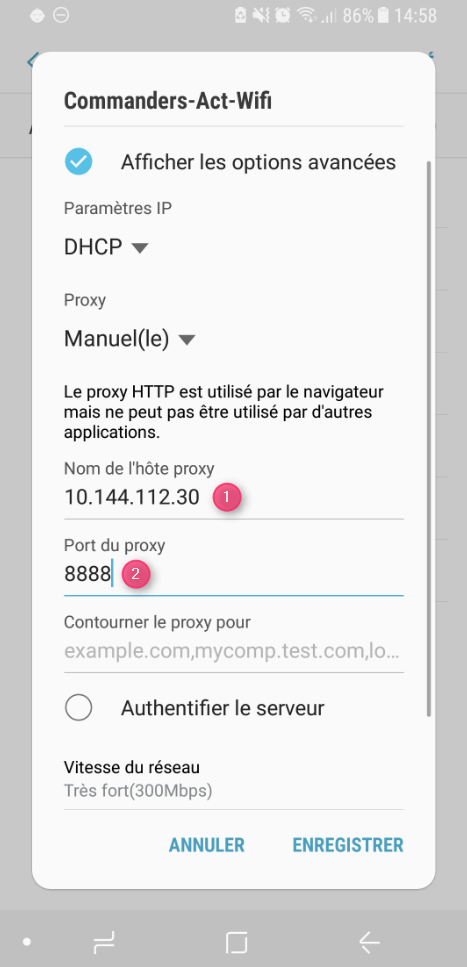 86% 14:58
Commanders-Act-Wifi
Afficher les options avancées
Paramètres IP
DHCP
Proxy
Manuel(le)
Le proxy HTTP est utilisé par le navigateur
mais ne peut pas être utilisé par d'autres
applications.
Nom de l'hôte proxy
10.144.112.30 1
Port du proxy
8888 2
Contourner le proxy pour
example.com,mycomp.test.com,lo...
Authentifier le serveur
Vitesse du réseau
Très fort(300Mbps)
ANNULER ENREGISTRER